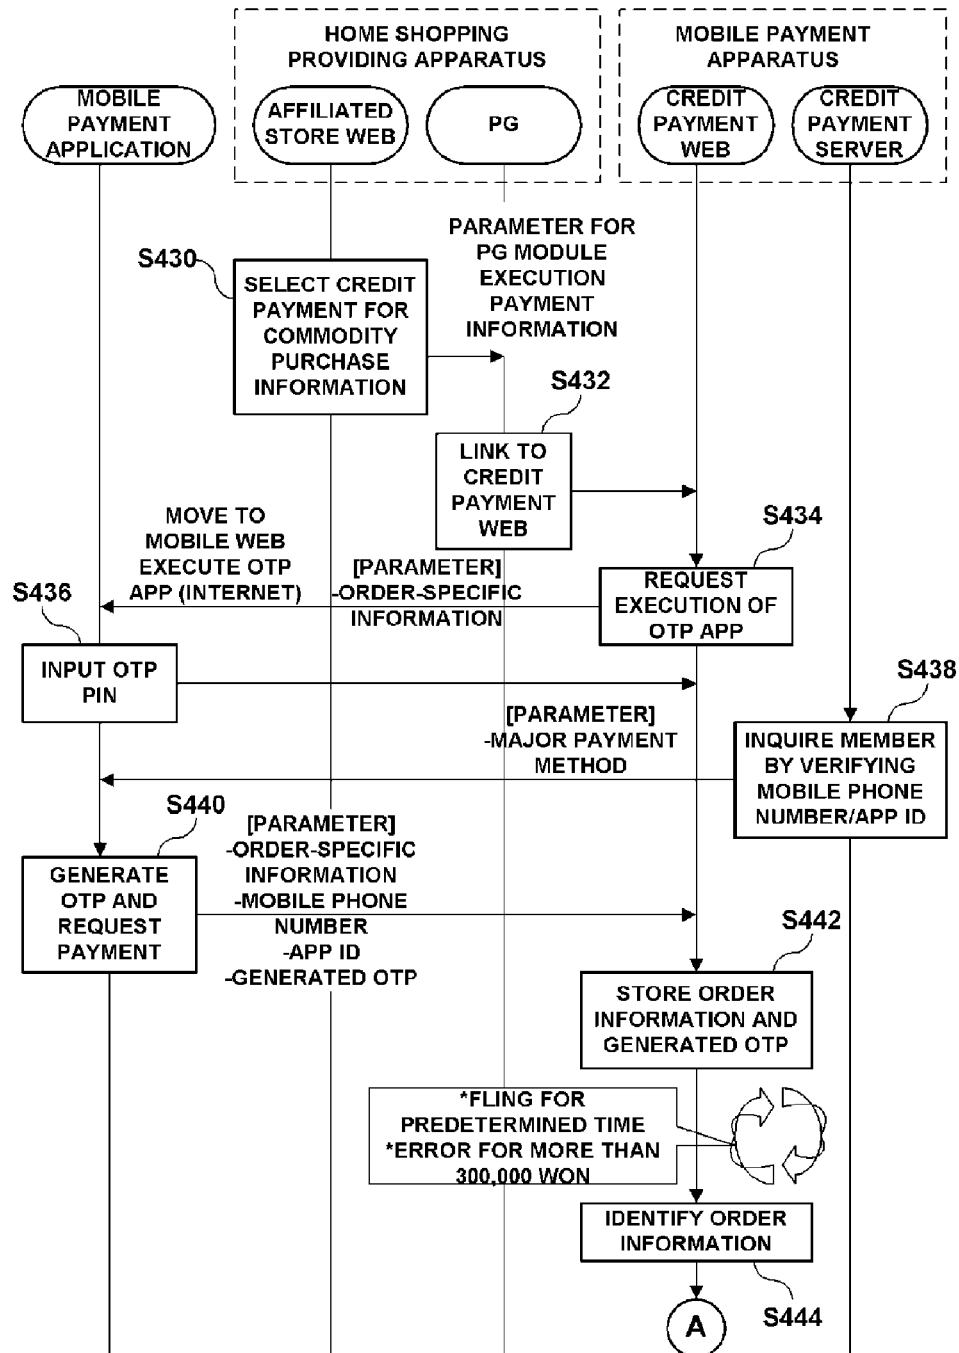 HOME SHOPPING
PROVIDING APPARATUS
MOBILE PAYMENT
APPARATUS
MOBILE
PAYMENT
APPLICATION
AFFILIATED
STORE WEB
PG
CREDIT
PAYMENT
WEB
CREDIT
PAYMENT
SERVER
PARAMETER FOR
PG MODULE
EXECUTION
PAYMENT
INFORMATION
S430
SELECT CREDIT
PAYMENT FOR
COMMODITY
PURCHASE
INFORMATION
S432
LINK TO
CREDIT
PAYMENT
WEB
S434
REQUEST
EXECUTION OF
OTP APP
MOVE TO
MOBILE WEB
EXECUTE OTP
APP (INTERNET)
[PARAMETER]
-ORDER-SPECIFIC
INFORMATION
S436
INPUT OTP
PIN
S438
INQUIRE MEMBER
BY VERIFYING
MOBILE PHONE
NUMBER/APP ID
[PARAMETER]
-MAJOR PAYMENT
METHOD
S440
GENERATE
OTP AND
REQUEST
PAYMENT
[PARAMETER]
-ORDER-SPECIFIC
INFORMATION
-MOBILE PHONE
NUMBER
-APP ID
-GENERATED OTP
S442
STORE ORDER
INFORMATION AND
GENERATED OTP
*FLING FOR
PREDETERMINED TIME
*ERROR FOR MORE THAN
300,000 WON
IDENTIFY ORDER
INFORMATION
S444
A